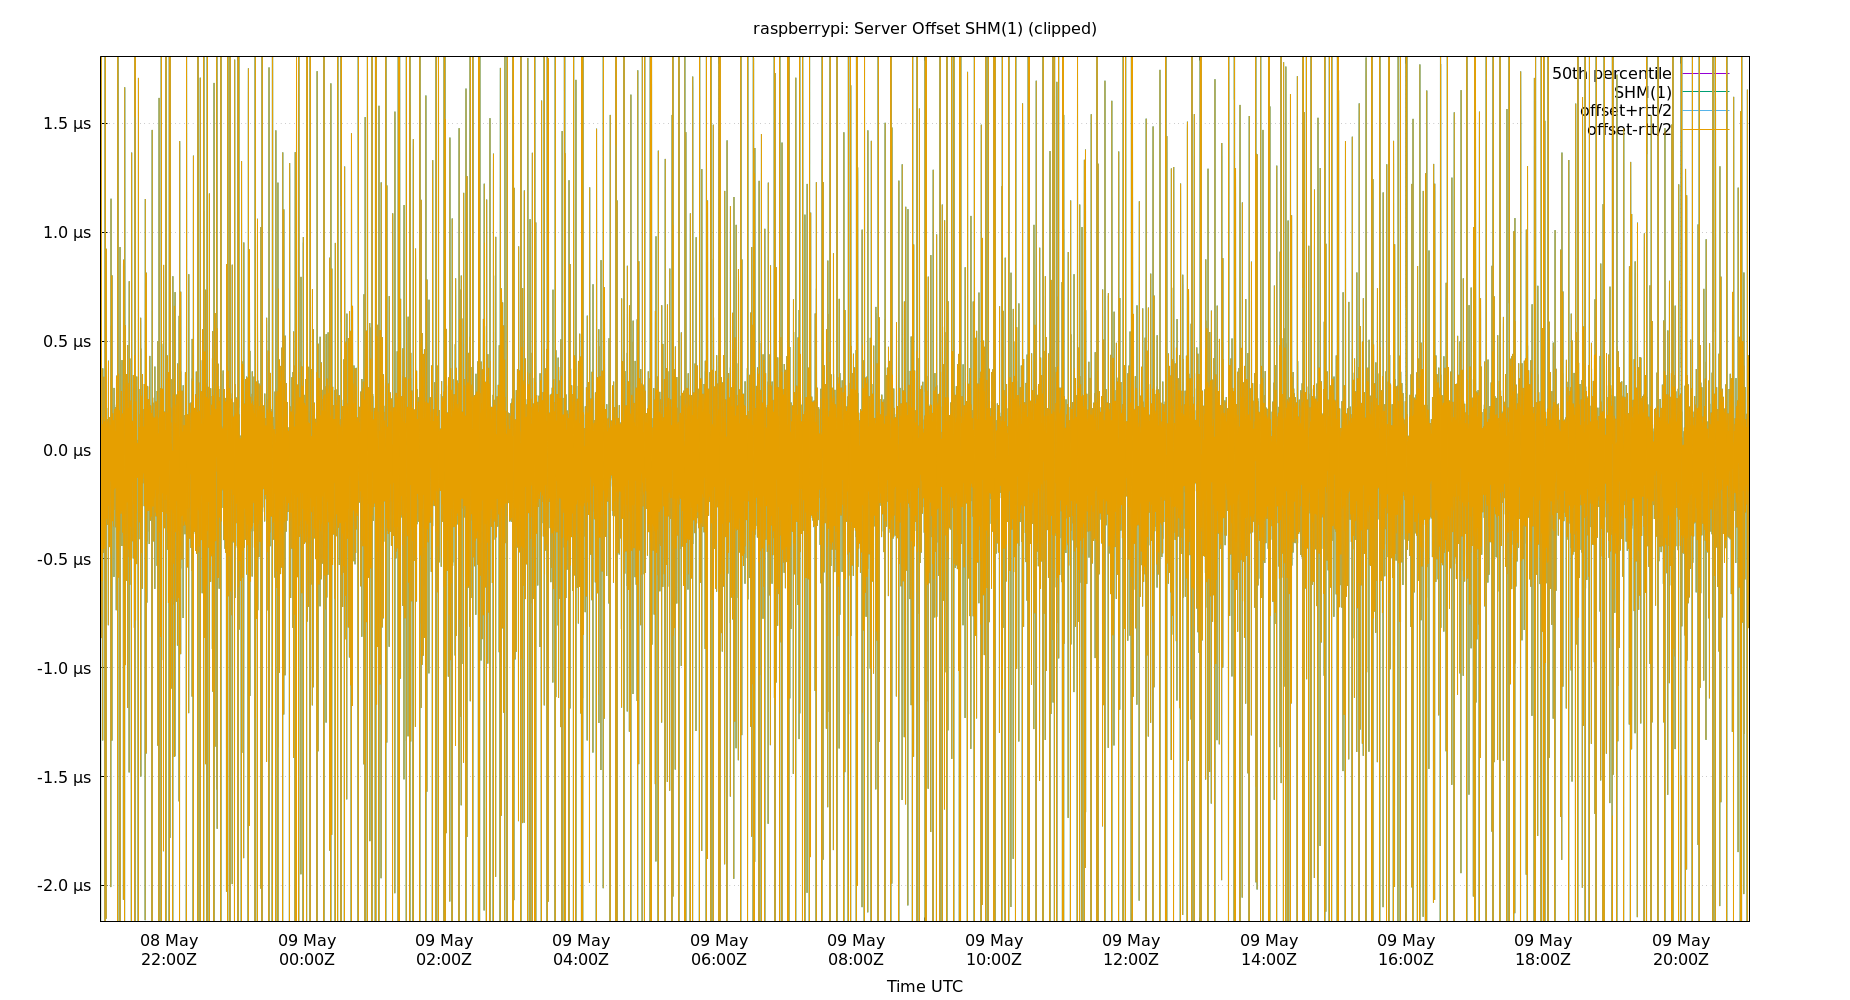 raspberrypi: Server Offset SHM(1) (clipped)
50th percentile
SHM(1)
offset+rtt/2
offset-rtt/2
1.5 µs
1.0 µs
0.5 µs
0.0 µs
-0.5 µs
-1.0 µs
-1.5 µs
-2.0 µs
08 May 09 May 09 May 09 May 09 May 09 May 09 May 09 May 09 May 09 May 09 May 09 May
22:00Z 00:00Z 02:00Z 04:00Z 06:00Z 08:00Z 10:00Z 12:00Z 14:00Z 16:00Z 18:00Z 20:00Z
Time UTC